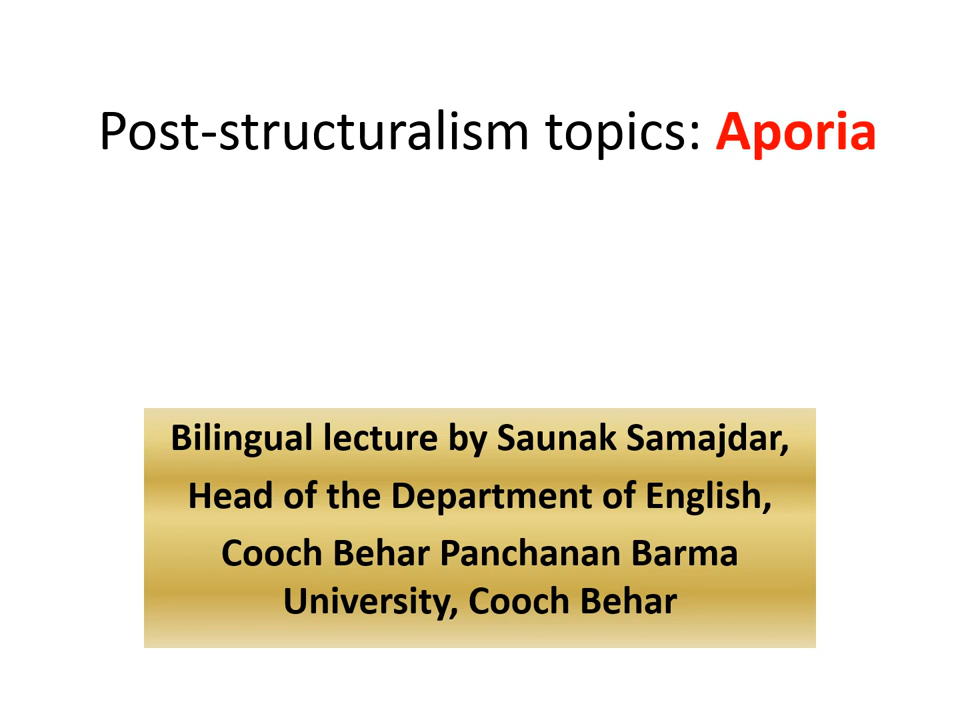 Post-structuralism topics: Aporia
Bilingual lecture by Saunak Samajdar,
Head of the Department of English,
Cooch Behar Panchanan Barma
University, Cooch Behar